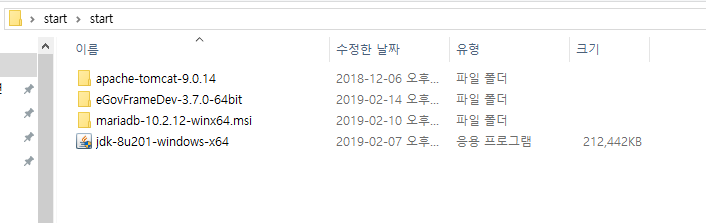 start > start
이름 수정한 날짜 유형 크기
apache-tomcat-9.0.14 2018-12-06 오후... 파일 폴더
eGovFrameDev-3.7.0-64bit 2019-02-14 오후... 파일 폴더
mariadb-10.2.12-winx64.msi 2019-02-10 오후... 파일 폴더
jdk-8u201-windows-x64 2019-02-07 오후... 응용 프로그램 212,442KB